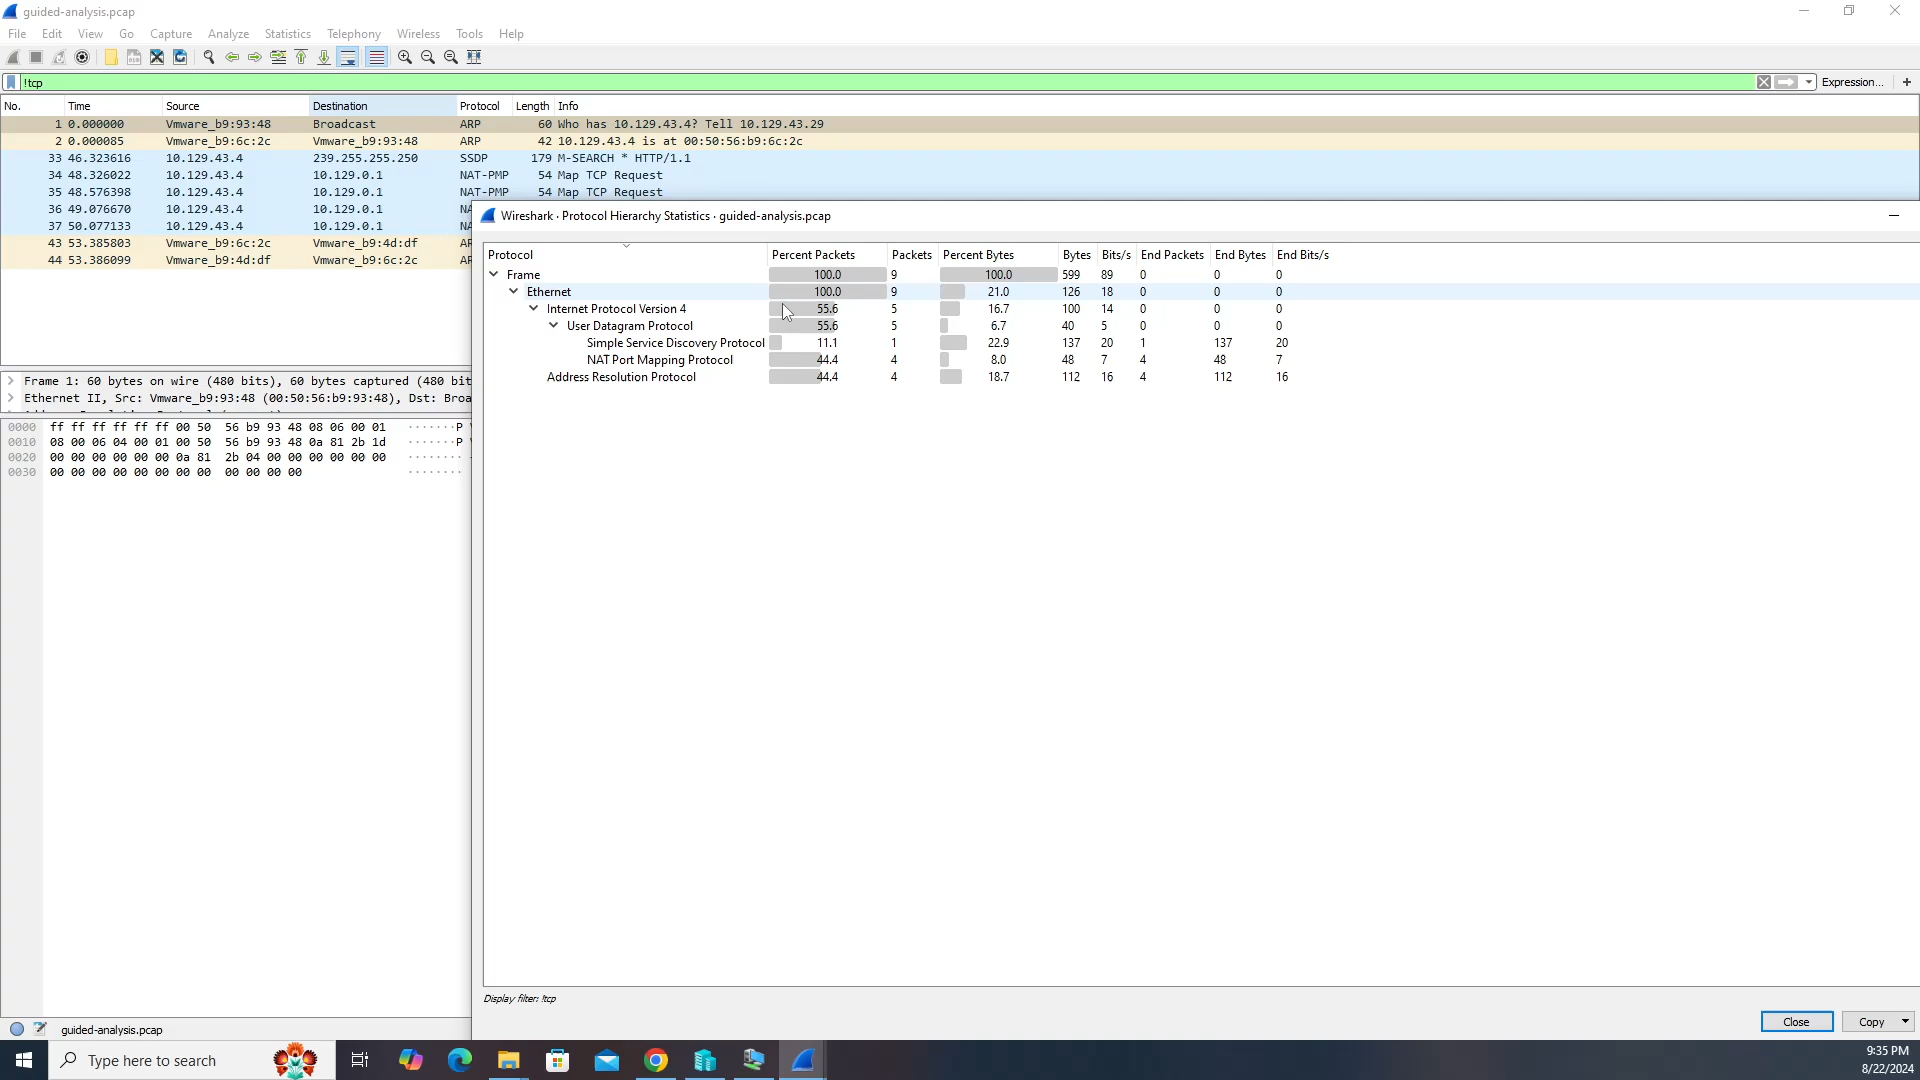 guided-analysis.pcap
File Edit View Go Capture Statistics Analyze Telephony Wireless Tools Help
!tcp Expression... +
No. Time Source Destination Protocol Length Info
1 0.000000 Vmware_b9:93:48 Broadcast ARP 60 Who has 10.129.43.4? Tell 10.129.43.29
2 0.000085 Vmware_b9:6c:2c Vmware_b9:93:48 ARP 42 10.129.43.4 is at 00:50:56:b9:6c:2c
33 46.323616 10.129.43.4 239.255.255.250 SSDP 179 M-SEARCH * HTTP/1.1
34 48.326022 10.129.43.4 10.129.0.1 NAT-PMP 54 Map TCP Request
35 48.576398 10.129.43.4 10.129.0.1 NAT-PMP 54 Map TCP Request
36 49.076670 10.129.43.4 10.129.0.1 NA
37 50.077133 10.129.43.4 10.129.0.1 NA
43 53.385803 Vmware_b9:6c:2c Vmware_b9:4d:df AR
44 53.386099 Vmware_b9:4d:df Vmware_b9:6c:2c AR
Wireshark · Protocol Hierarchy Statistics · guided-analysis.pcap
Protocol Percent Packets Packets Percent Bytes Bytes Bits/s End Packets End Bytes End Bits/s
Frame 100.0 9 100.0 599 89 0 0 0
Ethernet 100.0 9 21.0 126 18 0 0 0
Internet Protocol Version 4 55.6 5 16.7 100 14 0 0 0
User Datagram Protocol 55.6 5 6.7 40 5 0 0 0
Simple Service Discovery Protocol 11.1 1 22.9 137 20 1 137 20
NAT Port Mapping Protocol 44.4 4 8.0 48 7 4 48 7
Address Resolution Protocol 44.4 4 18.7 112 16 4 112 16
Display filter: !tcp
Close Copy
Frame 1: 60 bytes on wire (480 bits), 60 bytes captured (480 bit
Ethernet II, Src: Vmware_b9:93:48 (00:50:56:b9:93:48), Dst: Broa
0000 ff ff ff ff ff ff 00 50 56 b9 93 48 08 06 00 01 ·······P V
0010 08 00 06 04 00 01 00 50 56 b9 93 48 0a 81 2b 1d ·······P V
0020 00 00 00 00 00 00 0a 81 2b 04 00 00 00 00 00 00 ········
0030 00 00 00 00 00 00 00 00 00 00 00 00 ········
guided-analysis.pcap
Type here to search
9:35 PM
8/22/2024